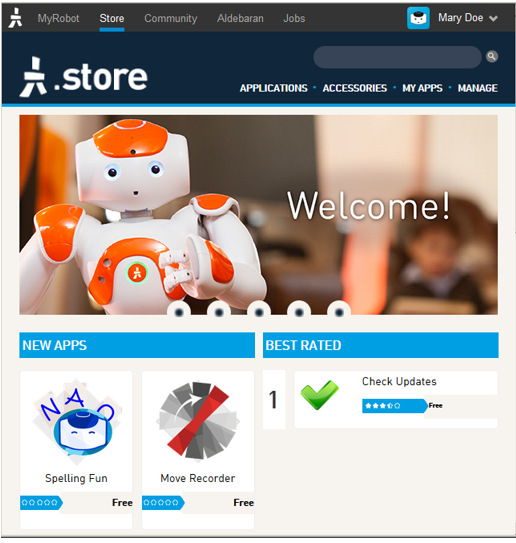 MyRobot Store Community Aldebaran Jobs Mary Doe
.store
APPLICATIONS • ACCESSORIES • MY APPS • MANAGE
Welcome!
NEW APPS
BEST RATED
NAO
Spelling Fun
Free
Move Recorder
Free
1
Check Updates
Free